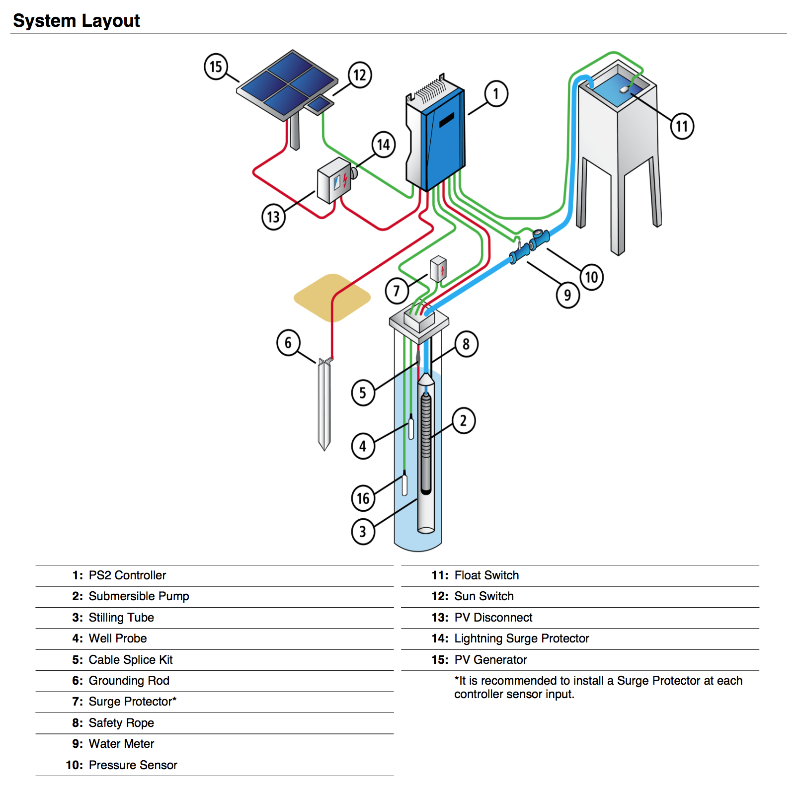 System Layout
15
12
1
14
11
13
10
7
9
6
8
5
2
4
16
3
1: PS2 Controller
2: Submersible Pump
3: Stilling Tube
4: Well Probe
5: Cable Splice Kit
6: Grounding Rod
7: Surge Protector*
8: Safety Rope
9: Water Meter
10: Pressure Sensor
11: Float Switch
12: Sun Switch
13: PV Disconnect
14: Lightning Surge Protector
15: PV Generator
*It is recommended to install a Surge Protector at each
controller sensor input.